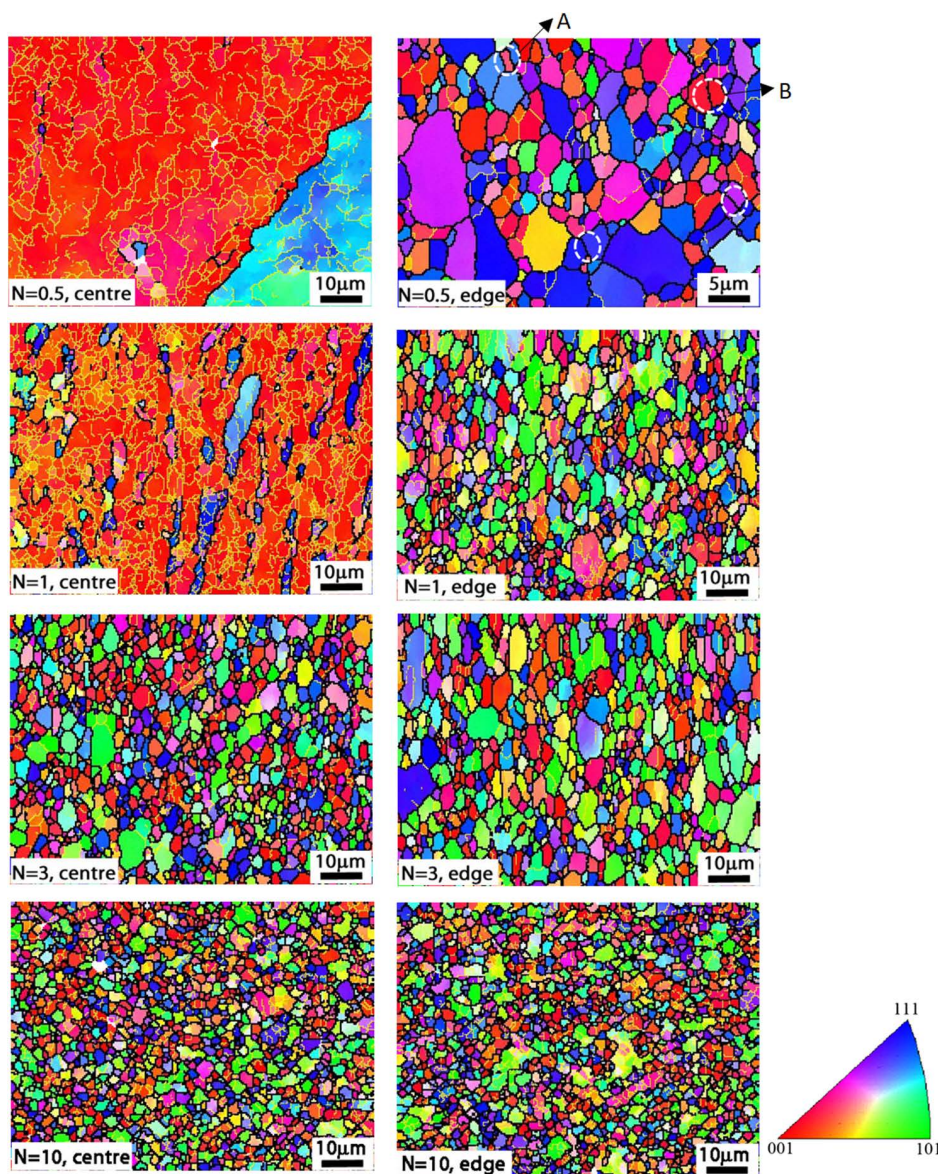 A
B
N=0.5, centre
10μm
N=0.5, edge
5μm
N=1, centre
10μm
N=1, edge
10μm
N=3, centre
10μm
N=3, edge
10μm
N=10, centre
10μm
N=10, edge
10μm
111
001
101